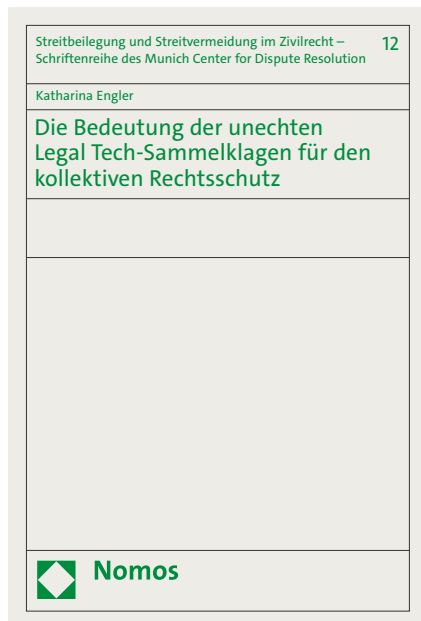 Streitbeilegung und Streitvermeidung im Zivilrecht – 12
Schriftenreihe des Munich Center for Dispute Resolution
Katharina Engler
Die Bedeutung der unechten
Legal Tech-Sammelklagen für den
kollektiven Rechtsschutz
Nomos